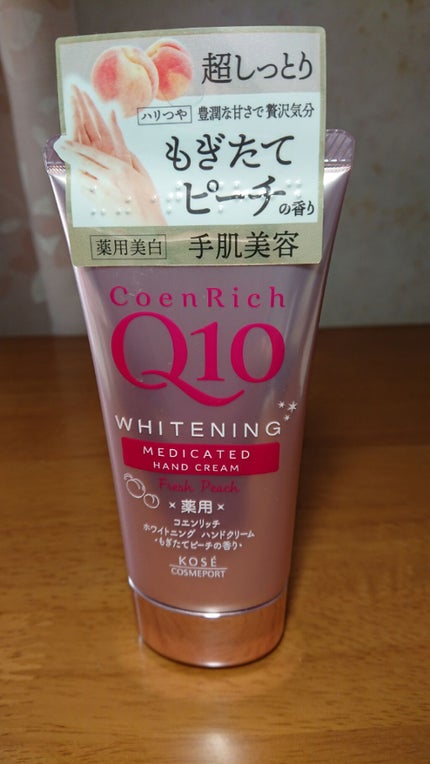 超しっとり
ハリつや 豊潤な甘さで贅沢気分
もぎたて
ピーチの香り
薬用美白 手肌美容
CoenRich
Q10
WHITENING
MEDICATED
HAND CREAM
Fresh Peach
×薬用×
コエンリッチ
ホワイトニング ハンドクリーム
・もぎたてピーチの香り・
KOSÉ
COSMEPORT